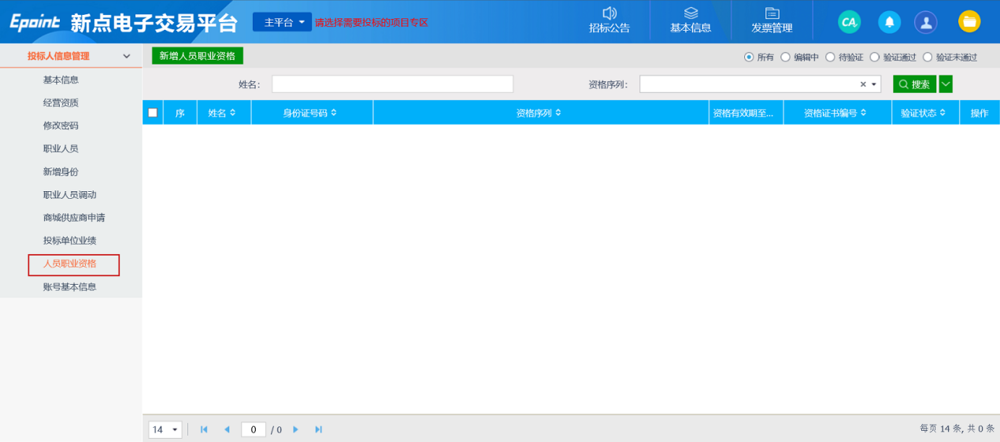 Epoint 新点电子交易平台 主平台 请选择需要投标的项目专区 招标公告 基本信息 发票管理 CA
投标人信息管理
基本信息
经营资质
修改密码
职业人员
新增身份
职业人员调动
商城供应商申请
投标单位业绩
人员职业资格
账号基本信息
新增人员职业资格 所有 编辑中 待验证 验证通过 验证未通过
姓名: 资格序列: 搜索
序 姓名 身份证号码 资格序列 资格有效期至... 资格证书编号 验证状态 操作
14 0 / 0 每页 14 条, 共 0 条